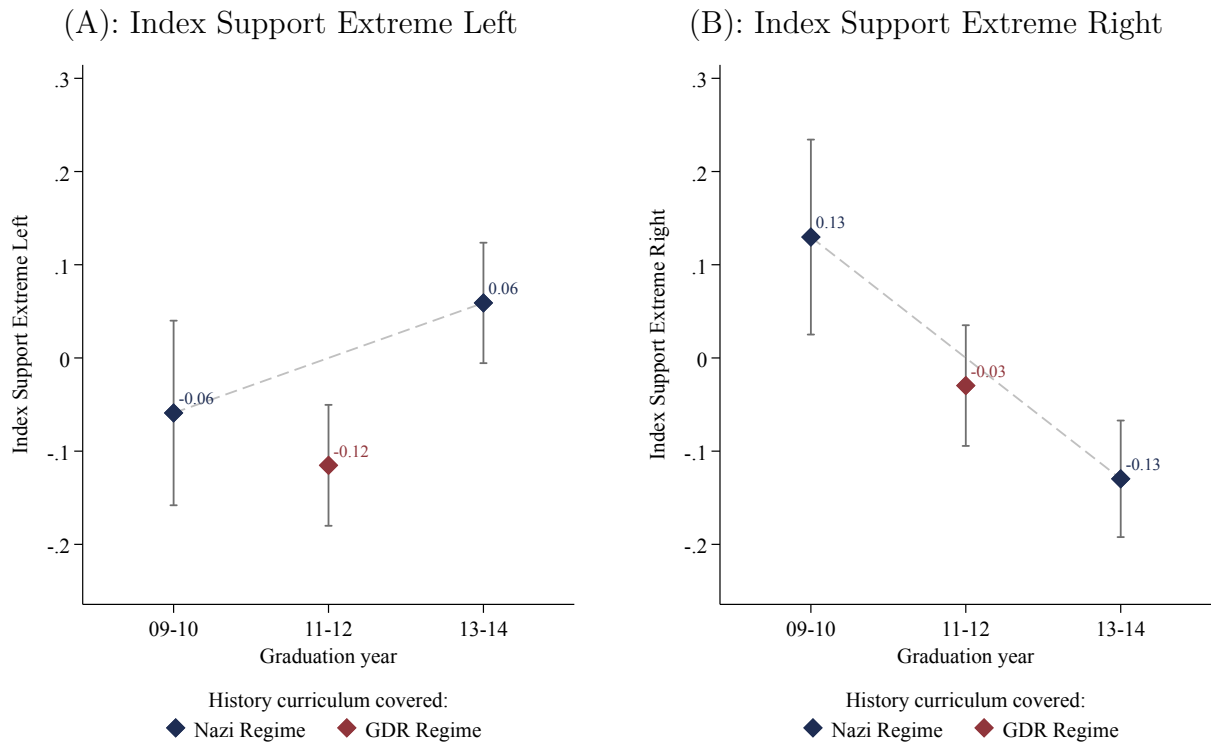 (A): Index Support Extreme Left
Index Support Extreme Left
.3
.2
.1
0
-.1
-.2
-0.06
-0.12
0.06
09-10 11-12 13-14
Graduation year
History curriculum covered:
Nazi Regime GDR Regime
(B): Index Support Extreme Right
Index Support Extreme Right
.3
.2
.1
0
-.1
-.2
0.13
-0.03
-0.13
09-10 11-12 13-14
Graduation year
History curriculum covered:
Nazi Regime GDR Regime